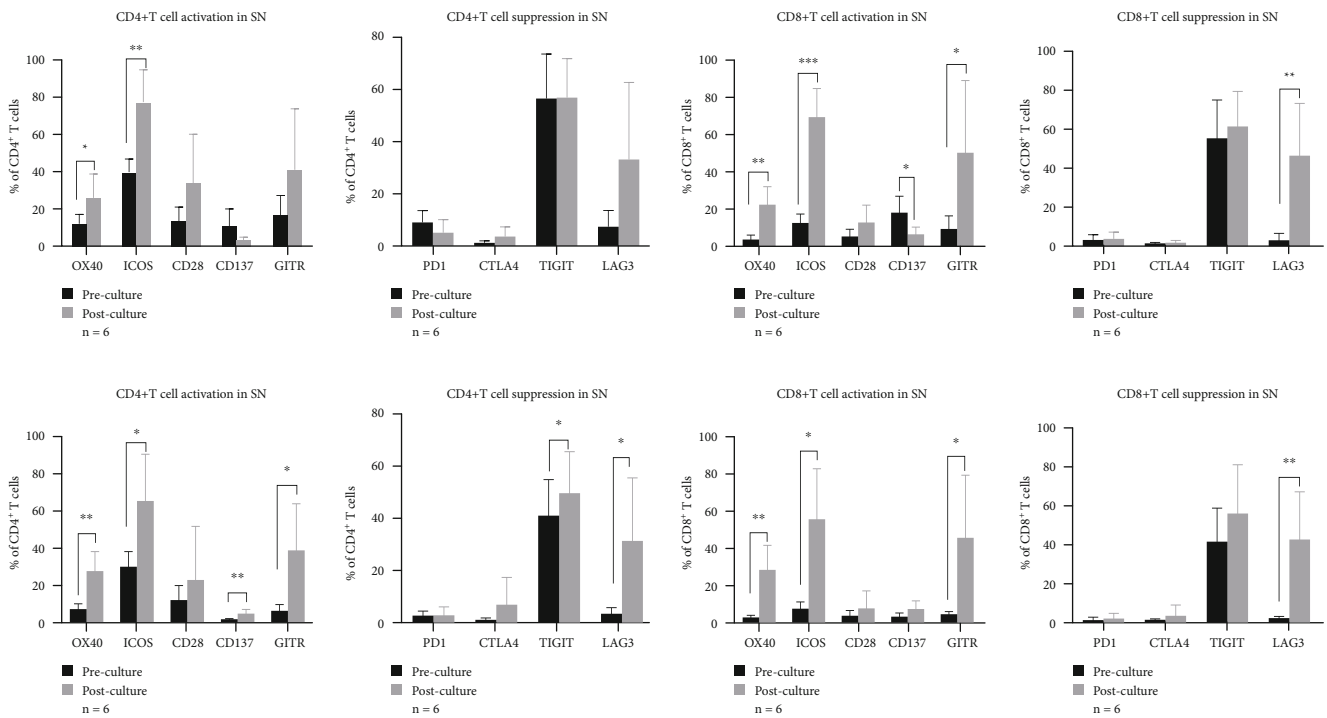 CD4+T cell activation in SN
% of CD4+ T cells
100
80
60
40
20
0
*
**
OX40 ICOS CD28 CD137 GITR
Pre-culture
Post-culture
n = 6
CD4+T cell suppression in SN
% of CD4+ T cells
80
60
40
20
0
PD1 CTLA4 TIGIT LAG3
Pre-culture
Post-culture
n = 6
CD8+T cell activation in SN
% of CD8+ T cells
100
80
60
40
20
0
**
***
*
*
OX40 ICOS CD28 CD137 GITR
Pre-culture
Post-culture
n = 6
CD8+T cell suppression in SN
% of CD8+ T cells
100
80
60
40
20
0
**
PD1 CTLA4 TIGIT LAG3
Pre-culture
Post-culture
n = 6
CD4+T cell activation in SN
% of CD4+ T cells
100
80
60
40
20
0
**
*
**
*
OX40 ICOS CD28 CD137 GITR
Pre-culture
Post-culture
n = 6
CD4+T cell suppression in SN
% of CD4+ T cells
80
60
40
20
0
*
*
PD1 CTLA4 TIGIT LAG3
Pre-culture
Post-culture
n = 6
CD8+T cell activation in SN
% of CD8+ T cells
100
80
60
40
20
0
**
*
*
OX40 ICOS CD28 CD137 GITR
Pre-culture
Post-culture
n = 6
CD8+T cell suppression in SN
% of CD8+ T cells
100
80
60
40
20
0
**
PD1 CTLA4 TIGIT LAG3
Pre-culture
Post-culture
n = 6